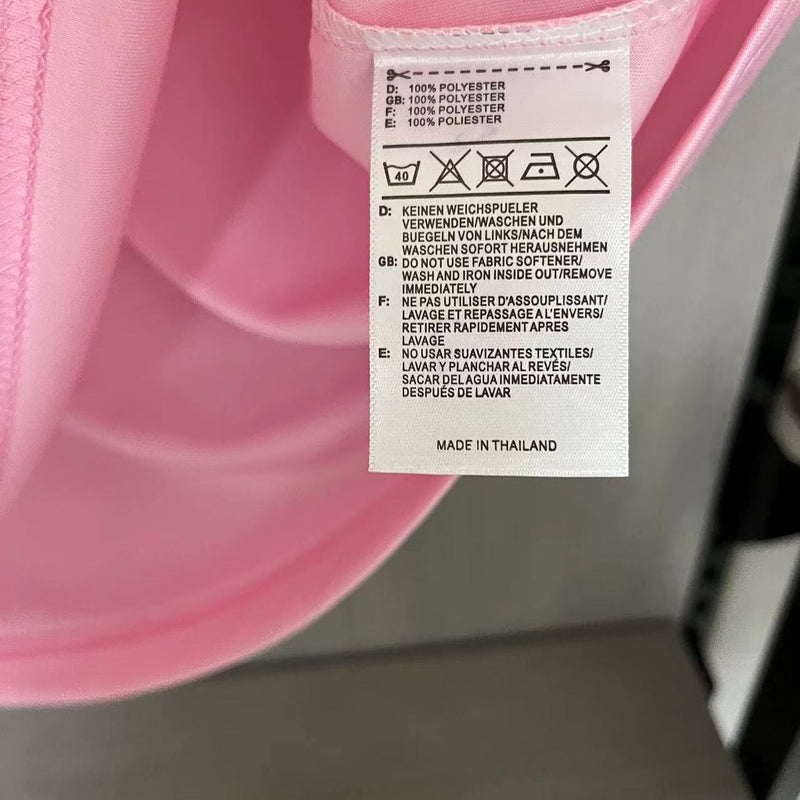 D: 100% POLYESTER
GB: 100% POLYESTER
F: 100% POLYESTER
E: 100% POLIESTER
40
D: KEINEN WEICHSPUELER
VERWENDEN/WASCHEN UND
BUEGELN VON LINKS/NACH DEM
WASCHEN SOFORT HERAUSNEHMEN
GB: DO NOT USE FABRIC SOFTENER/
WASH AND IRON INSIDE OUT/REMOVE
IMMEDIATELY
F: NE PAS UTILISER D'ASSOUPLISSANT/
LAVAGE ET REPASSAGE A L'ENVERS/
RETIRER RAPIDEMENT APRES
LAVAGE
E: NO USAR SUAVIZANTES TEXTILES/
LAVAR Y PLANCHAR AL REVÉS/
SACAR DEL AGUA INMEDIATAMENTE
DESPUÉS DE LAVAR
MADE IN THAILAND